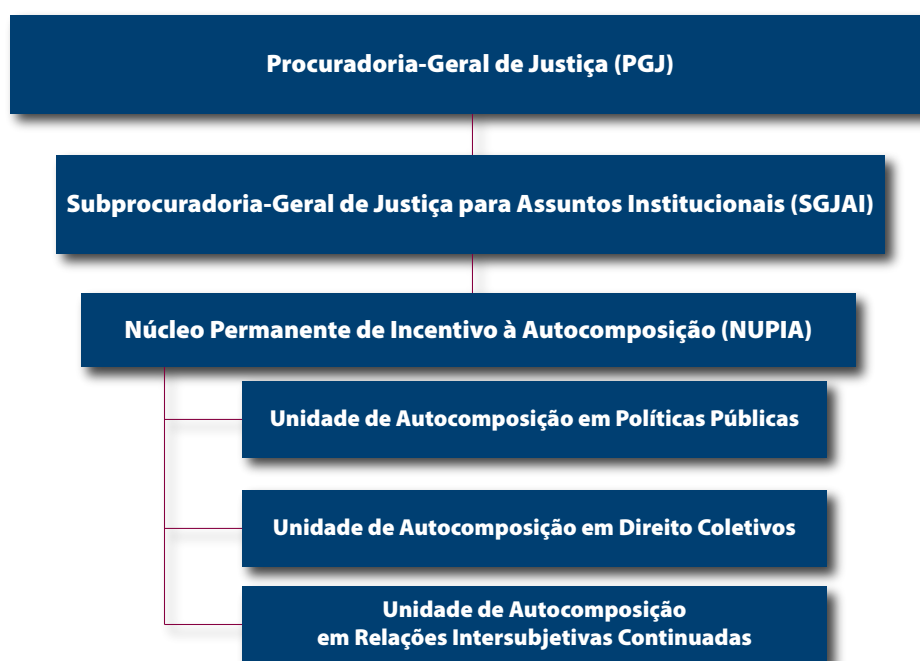 Procuradoria-Geral de Justiça (PGJ)
Subprocuradoria-Geral de Justiça para Assuntos Institucionais (SGJAI)
Núcleo Permanente de Incentivo à Autocomposição (NUPIA)
Unidade de Autocomposição em Políticas Públicas
Unidade de Autocomposição em Direito Coletivos
Unidade de Autocomposição
em Relações Intersubjetivas Continuadas